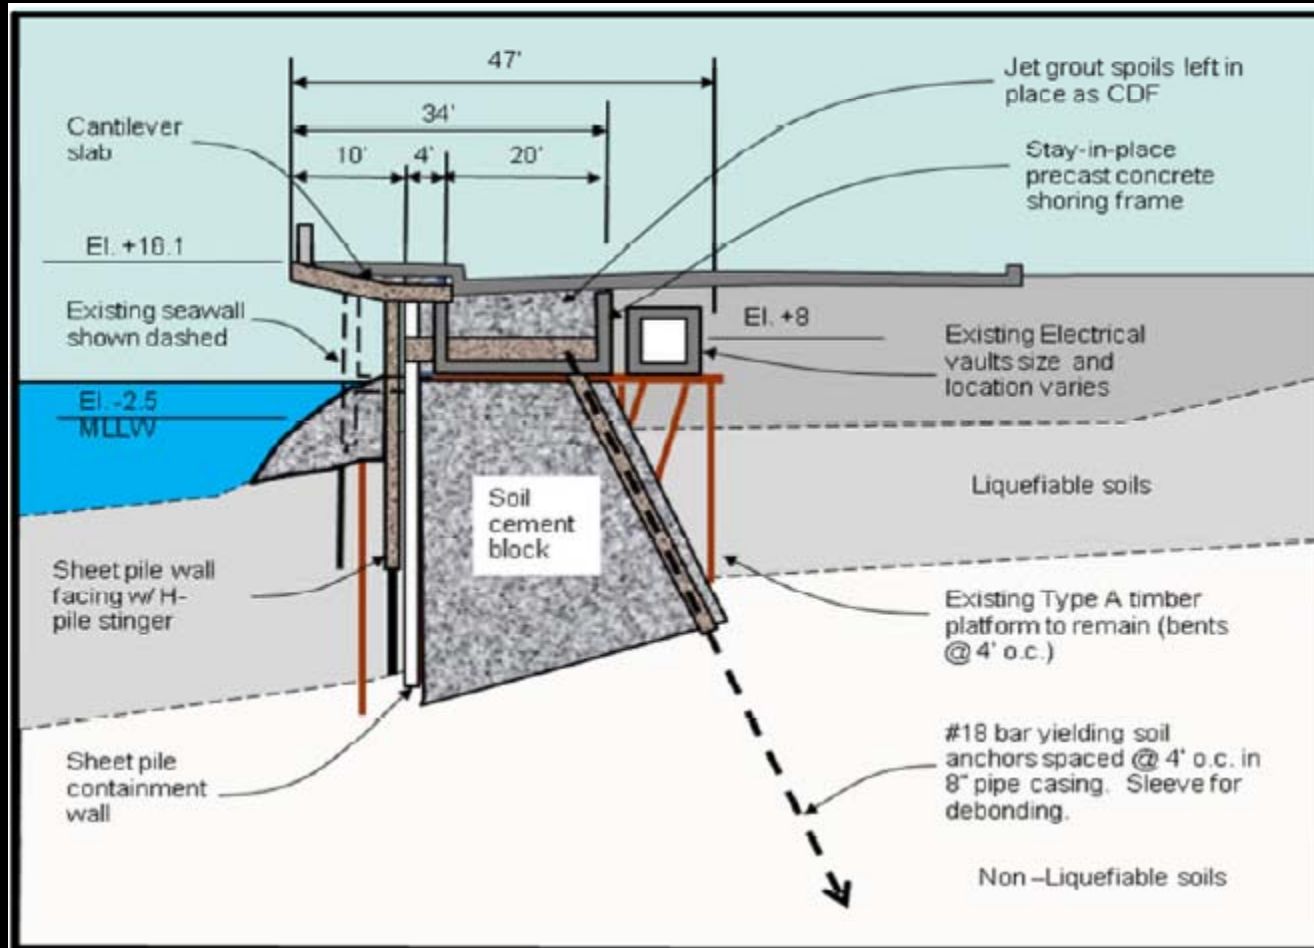 47'
34'
10'
4'
20'
Cantilever
slab
Jet grout spoils left in
place as CDF
Stay-in-place
precast concrete
shoring frame
El. +16.1
Existing seawall
shown dashed
El. +8
Existing Electrical
vaults size and
location varies
El. -2.5
MLLW
Liquefiable soils
Soil
cement
block
Sheet pile wall
facing w/ H-
pile stinger
Existing Type A timber
platform to remain (bents
@ 4' o.c.)
Sheet pile
containment
wall
#18 bar yielding soil
anchors spaced @ 4' o.c. in
8" pipe casing. Sleeve for
debonding.
Non –Liquefiable soils